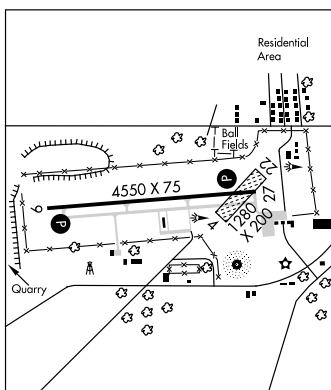 Residential
Area
Ball
Fields
P
22
4550 X 75
27
9
P
4
1280
X 200
Quarry